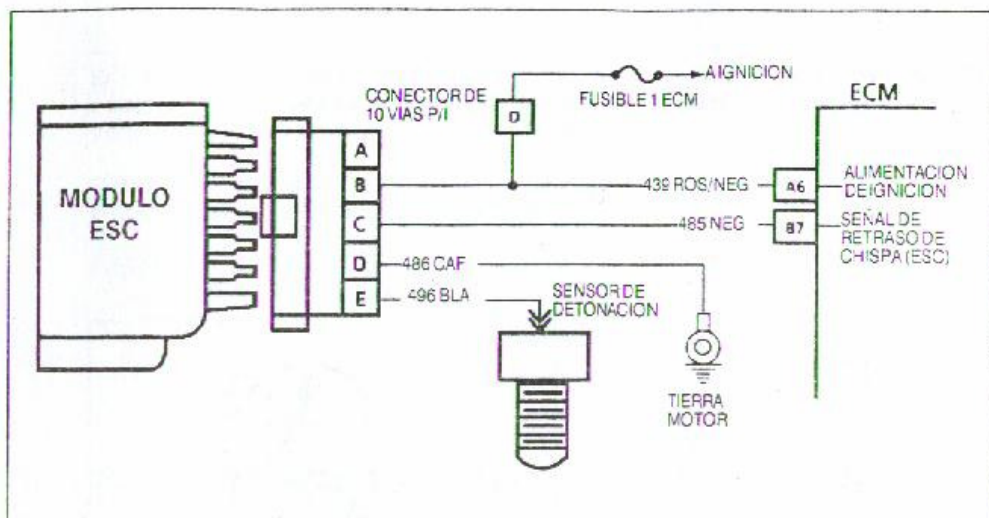 MODULO
ESC
CONECTOR DE
10 VIAS P/I
D
FUSIBLE 1 ECM
A IGNICION
ECM
A
B
C
D
E
439 ROS/NEG
A6
ALIMENTACION
DE IGNICION
485 NEG
B7
SEÑAL DE
RETRASO DE
CHISPA (ESC)
486 CAF
496 BLA
SENSOR DE
DETONACION
TIERRA
MOTOR